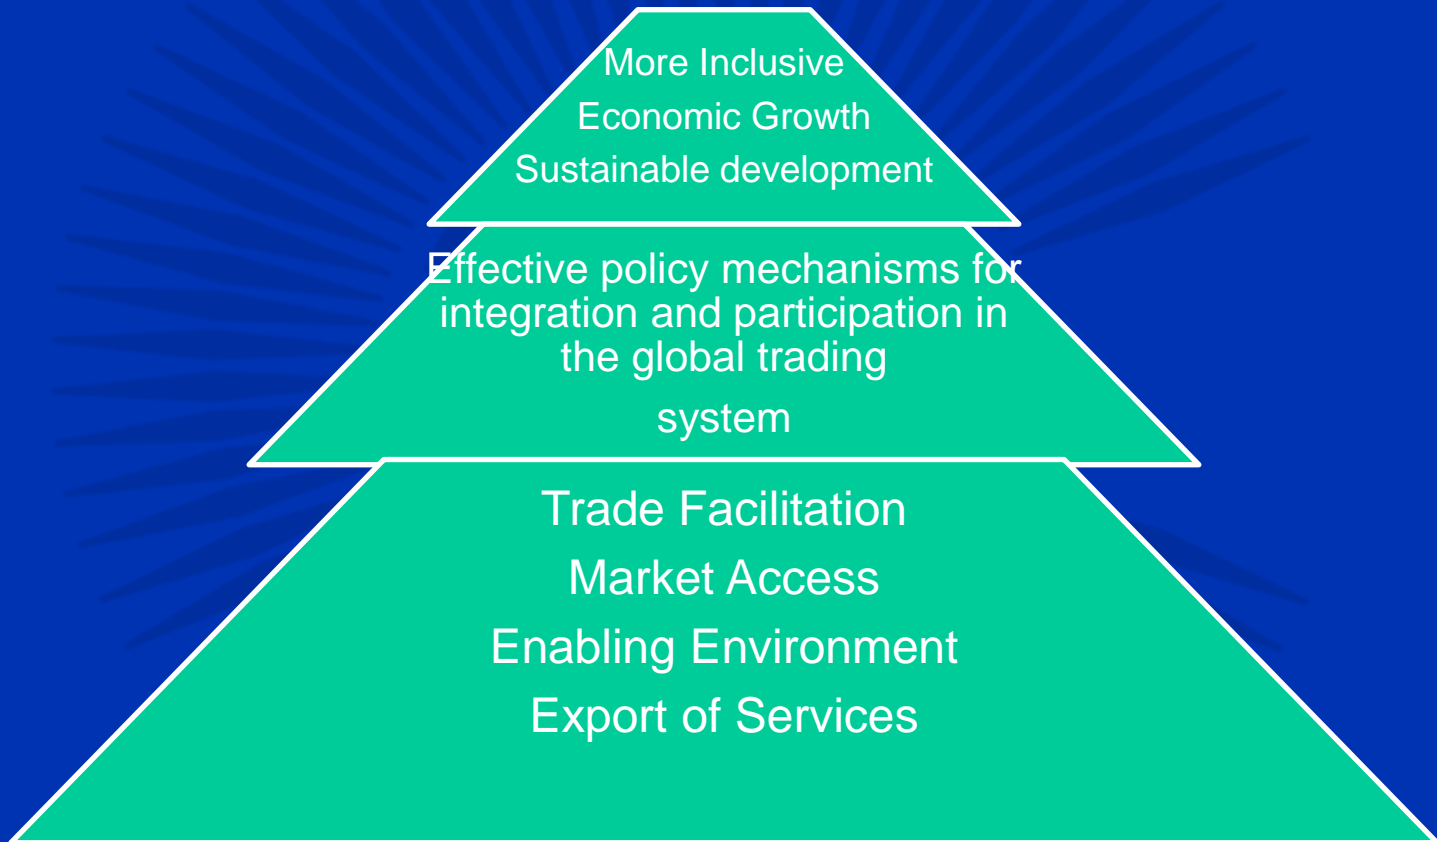 More Inclusive
Economic Growth
Sustainable development
Effective policy mechanisms for
integration and participation in
the global trading
system
Trade Facilitation
Market Access
Enabling Environment
Export of Services